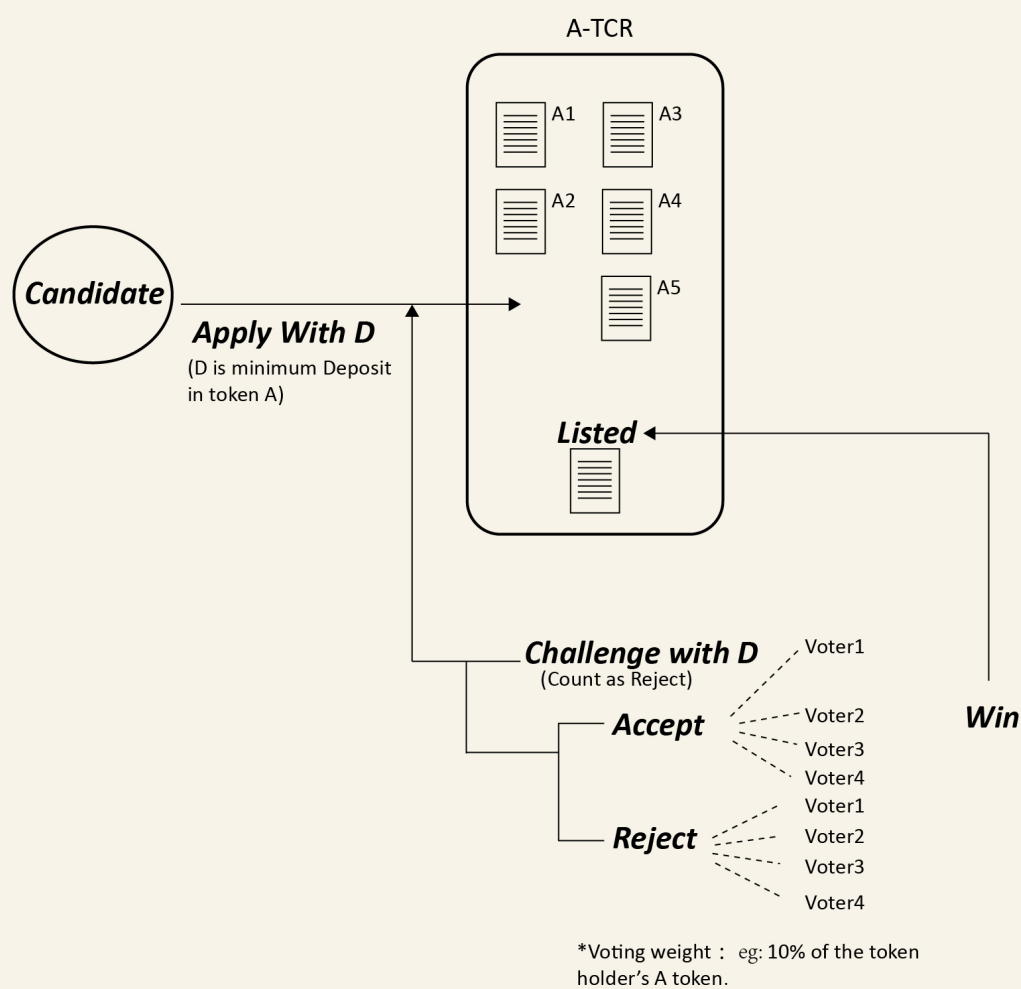 A-TCR
A1
A3
A2
A4
A5
Candidate
Apply With D
(D is minimum Deposit
in token A)
Listed
Challenge with D
(Count as Reject)
Voter1
Accept
Voter2
Win
Voter3
Voter4
Voter1
Reject
Voter2
Voter3
Voter4
*Voting weight： eg: 10% of the token
holder's A token.